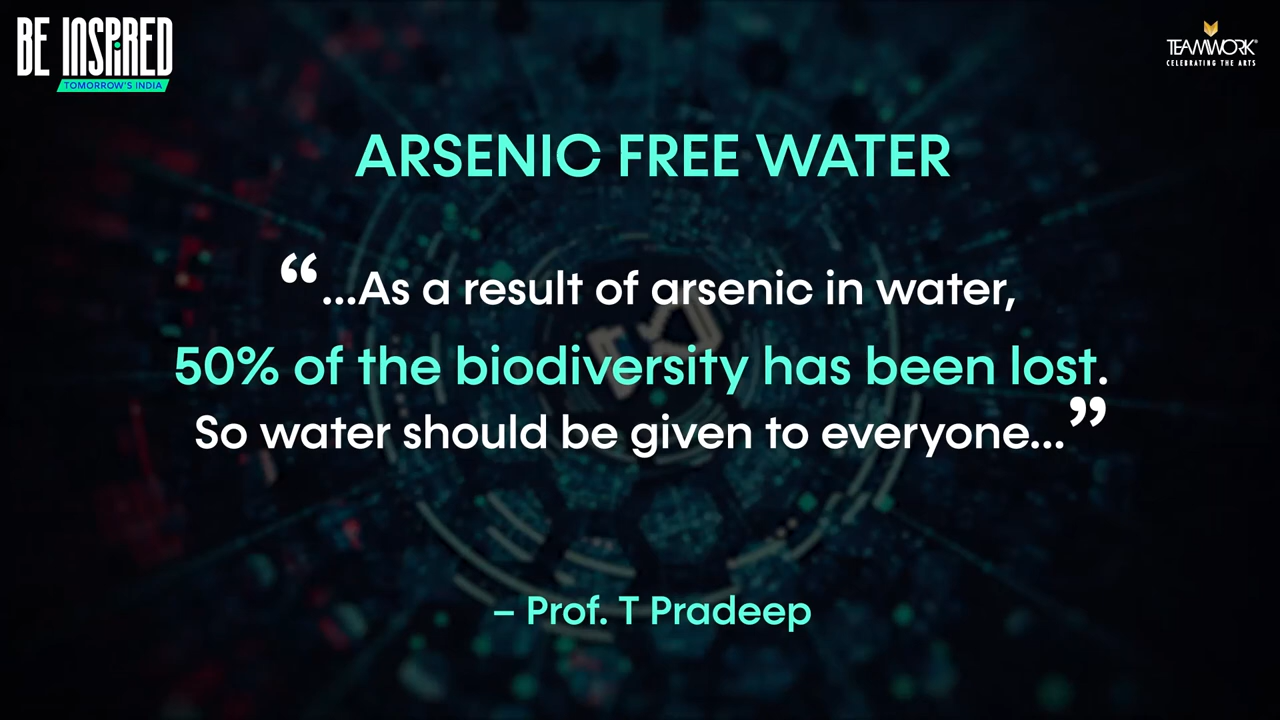 BE INSPIRED
TOMORROW'S INDIA
TEAMWORK®
CELEBRATING THE ARTS
ARSENIC FREE WATER
“...As a result of arsenic in water,
50% of the biodiversity has been lost.
So water should be given to everyone...”
– Prof. T Pradeep